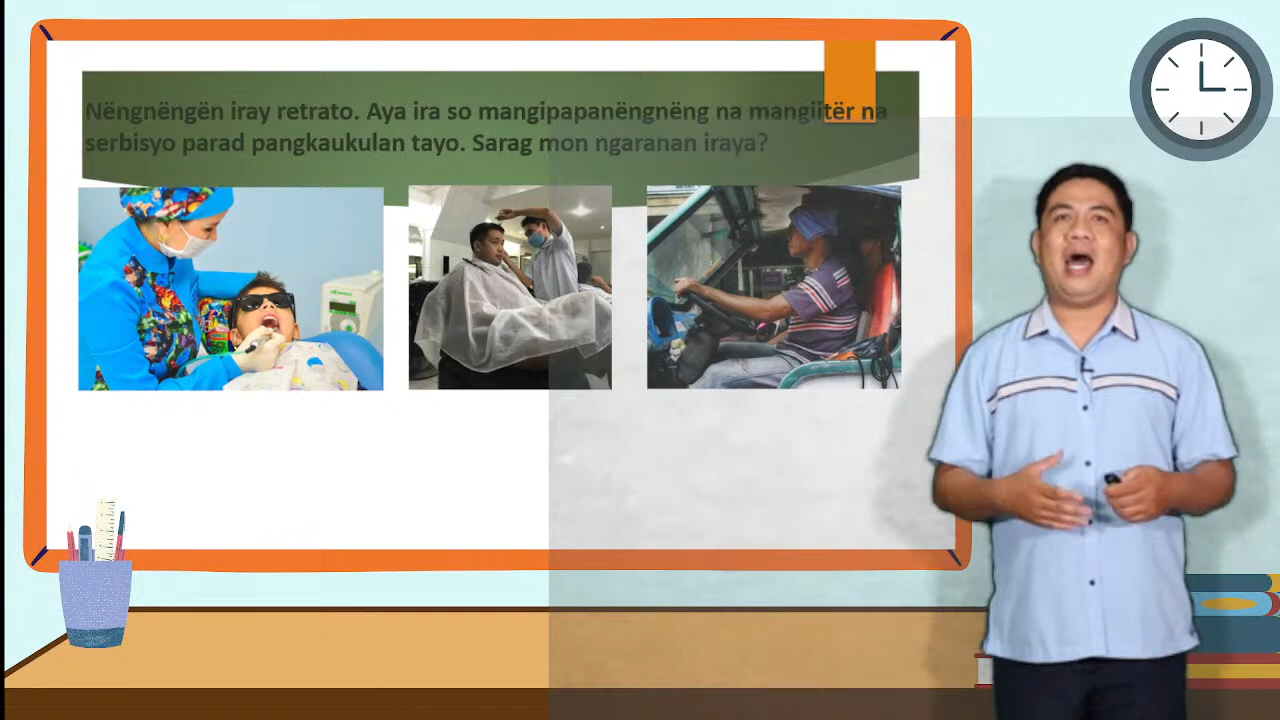 Nëngnëngën iray retrato. Aya ira so mangipapanëngnëng na mangiitër na
serbisyo parad pangkaukulan tayo. Sarag mon ngaranan iraya?